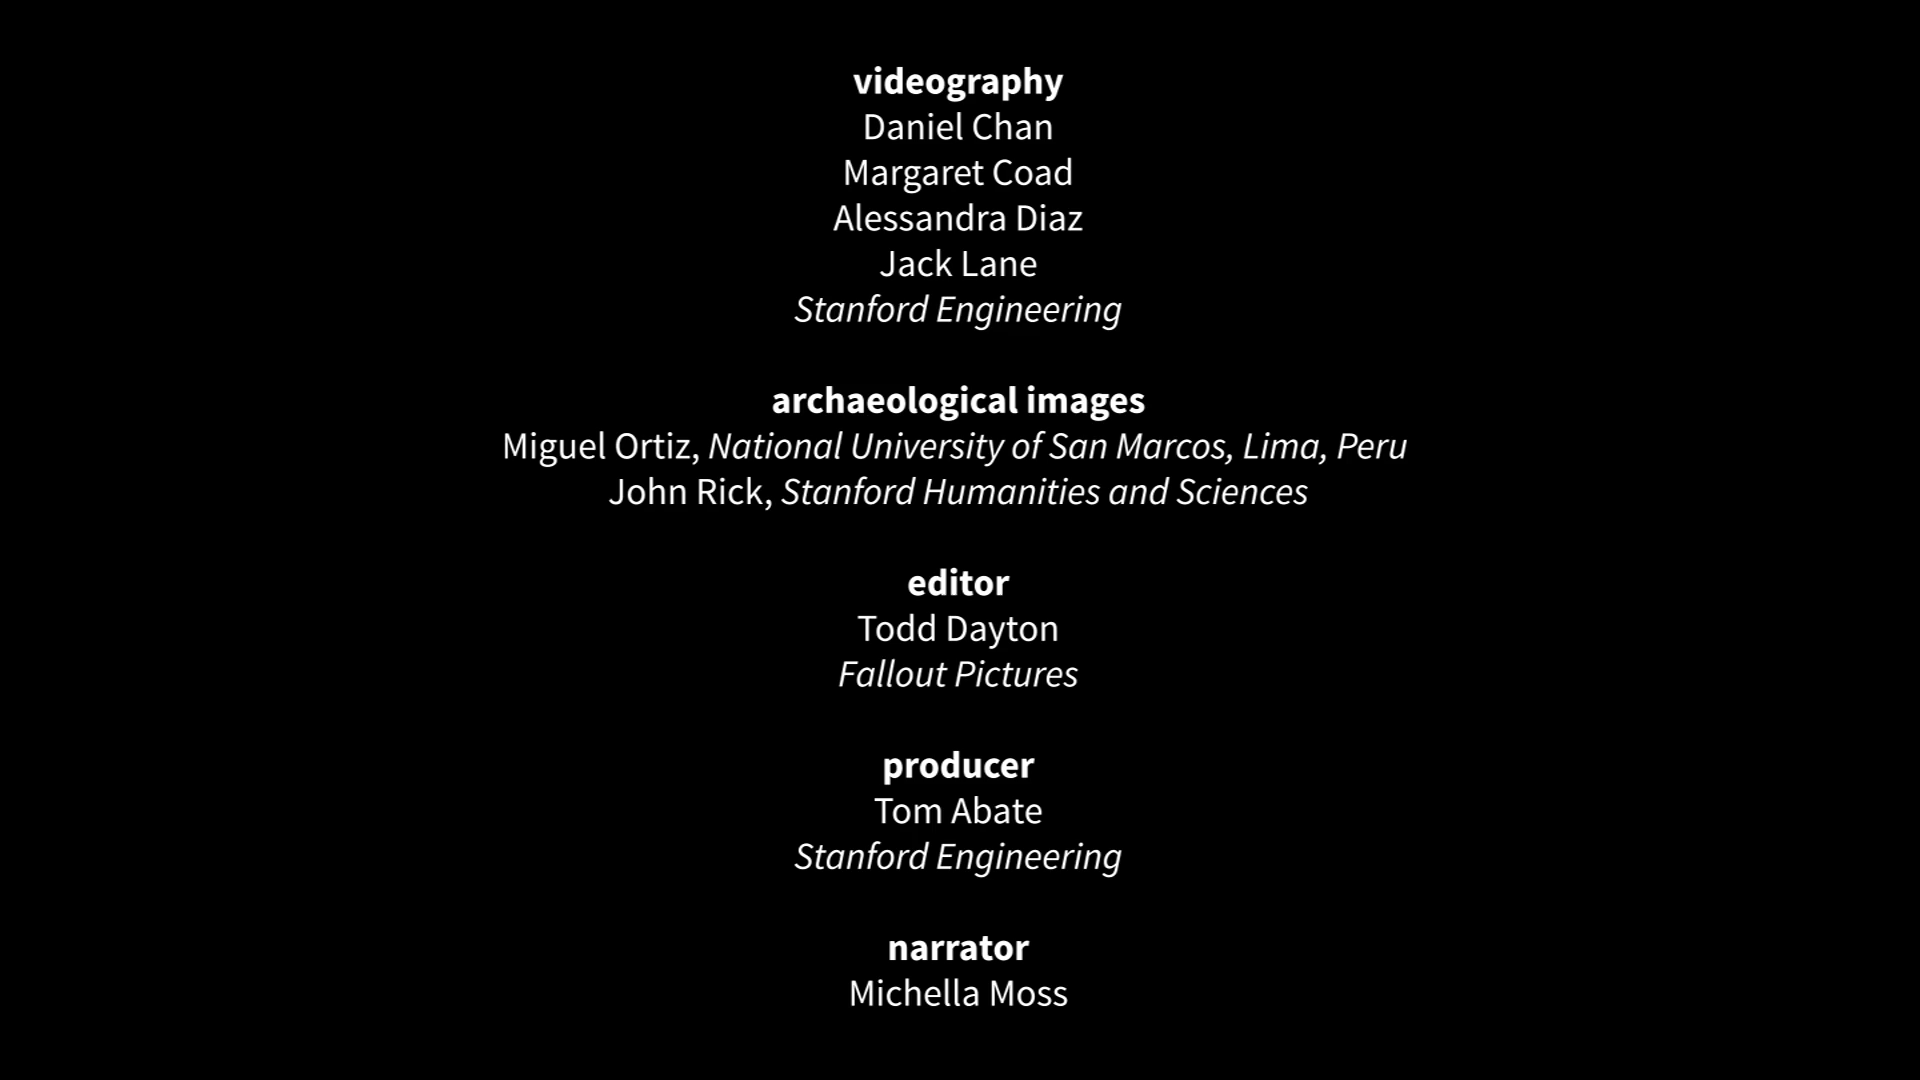 videography
Daniel Chan
Margaret Coad
Alessandra Diaz
Jack Lane
Stanford Engineering
archaeological images
Miguel Ortiz, National University of San Marcos, Lima, Peru
John Rick, Stanford Humanities and Sciences
editor
Todd Dayton
Fallout Pictures
producer
Tom Abate
Stanford Engineering
narrator
Michella Moss